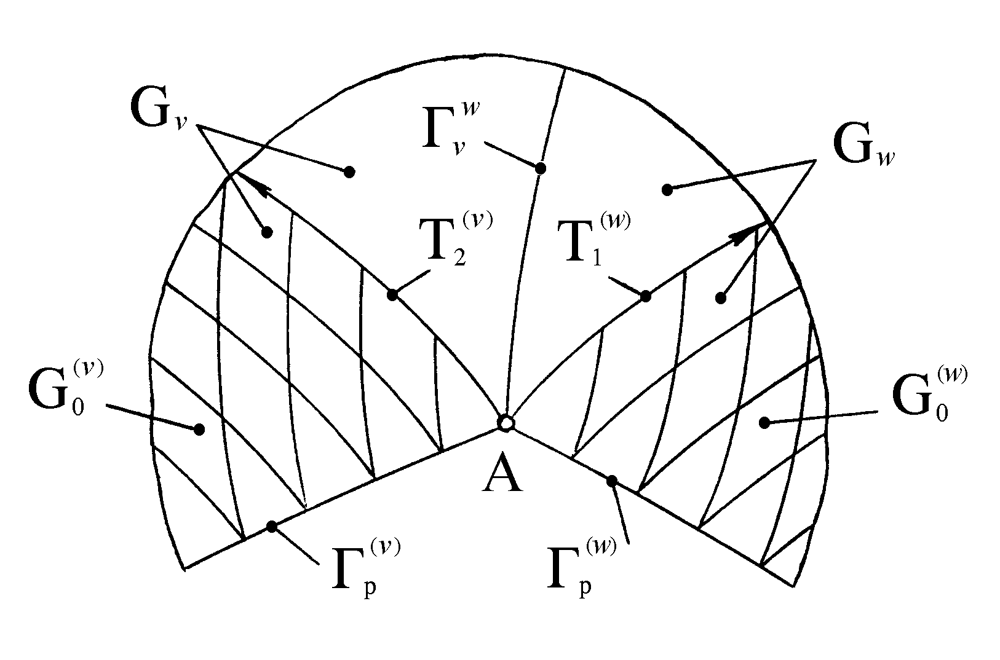 G_v
Γ_v^w
G_w
T_2^(v)
T_1^(w)
G_0^(v)
G_0^(w)
A
Γ_p^(v)
Γ_p^(w)